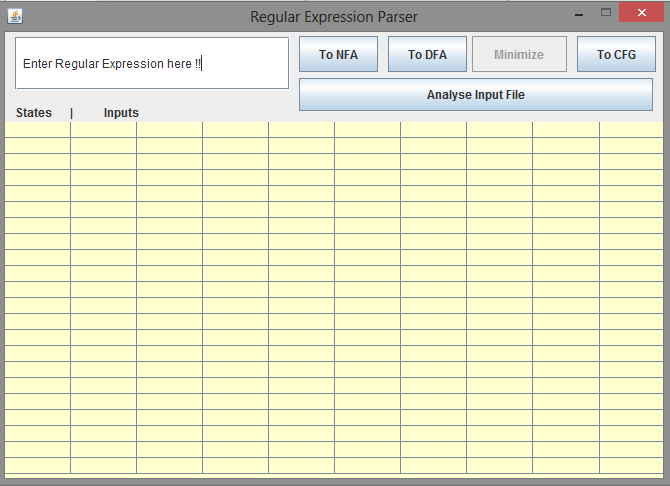 Regular Expression Parser
Enter Regular Expression here !!
To NFA
To DFA
Minimize
To CFG
Analyse Input File
States | Inputs